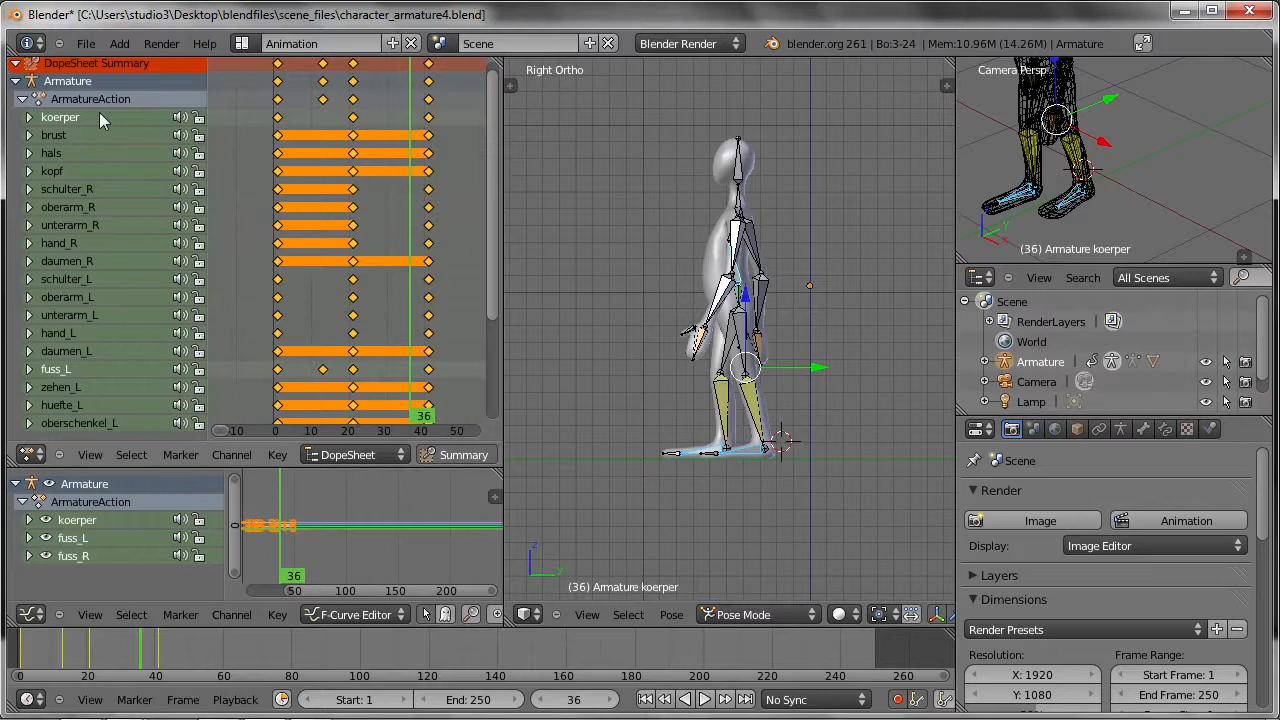 Blender* [C:\Users\studio3\Desktop\blendfiles\scene_files\character_armature4.blend]
File Add Render Help Animation Scene Blender Render blender.org 261 | Bo:3-24 | Mem:10.96M (14.26M) | Armature
DopeSheet Summary
Armature
ArmatureAction
koerper
brust
hals
kopf
schulter_R
oberarm_R
unterarm_R
hand_R
daumen_R
schulter_L
oberarm_L
unterarm_L
hand_L
daumen_L
fuss_L
zehen_L
huefte_L
oberschenkel_L
36
-10 0 10 20 30 40 50
View Select Marker Channel Key DopeSheet Summary
Armature
ArmatureAction
koerper
fuss_L
fuss_R
36
50 100 150 200
View Select Marker Channel Key F-Curve Editor
Right Ortho
z
y
(36) Armature koerper
View Select Pose Pose Mode
Camera Persp
(36) Armature koerper
View Search All Scenes
Scene
RenderLayers
World
Armature
Camera
Lamp
Scene
Render
Image Animation
Display: Image Editor
Layers
Dimensions
Render Presets
Resolution: Frame Range:
X: 1920 Start Frame: 1
Y: 1080 End Frame: 250
0 20 40 60 80 100 120 140 160 180 200 220 240 260
View Marker Frame Playback Start: 1 End: 250 36 No Sync